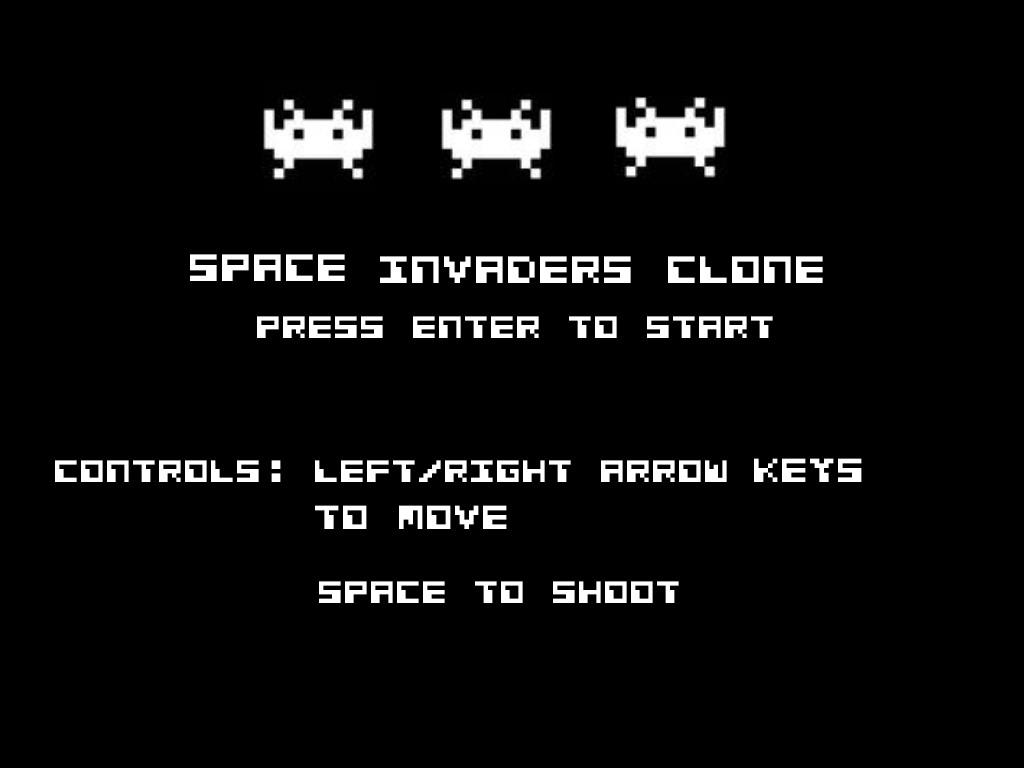 SPACE INVADERS CLONE
PRESS ENTER TO START
CONTROLS: LEFT/RIGHT ARROW KEYS
TO MOVE
SPACE TO SHOOT